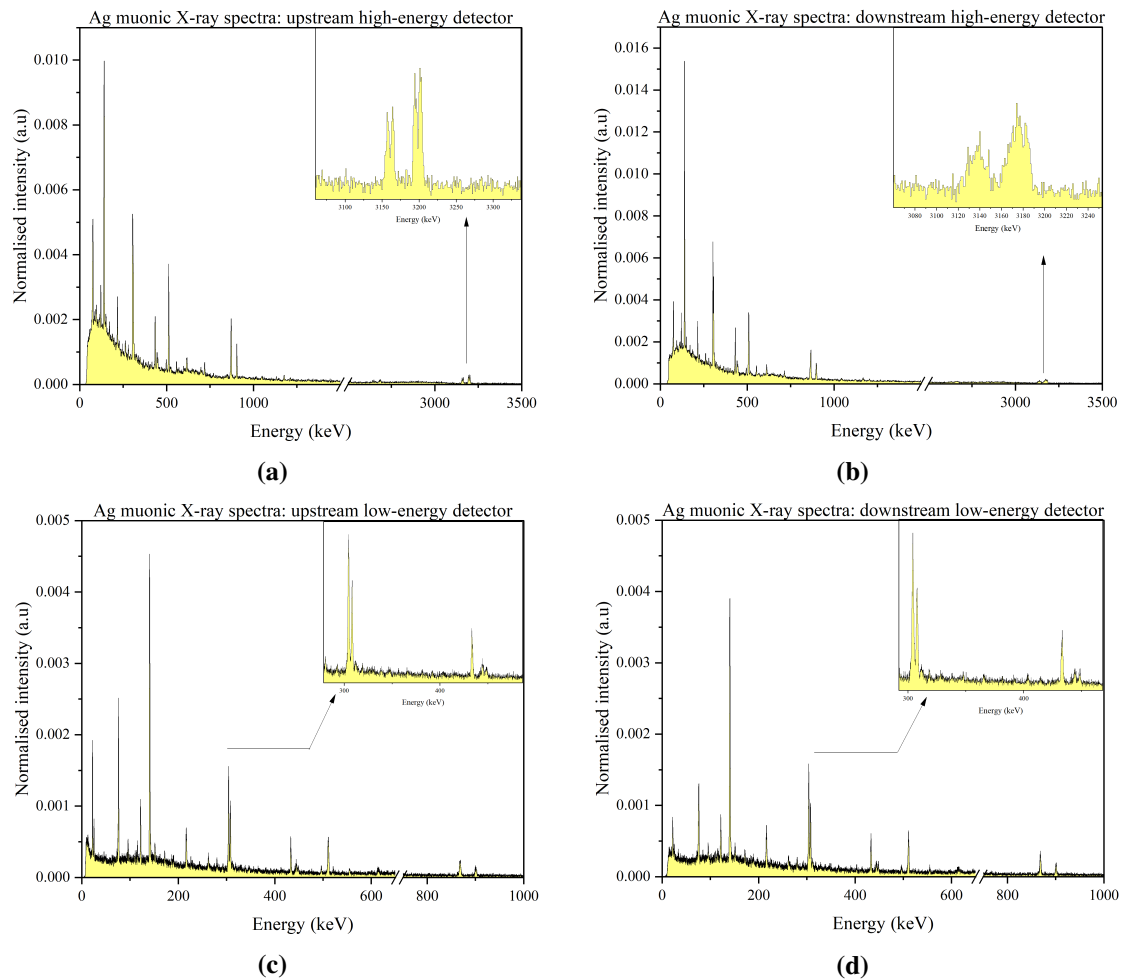 Ag muonic X-ray spectra: upstream high-energy detector
Normalised intensity (a.u)
0.010
0.008
0.006
0.004
0.002
0.000
0 500 1000 3000 3500
Energy (keV)
3100 3150 3200 3250 3300
Energy (keV)
(a)
Ag muonic X-ray spectra: downstream high-energy detector
Normalised intensity (a.u)
0.016
0.014
0.012
0.010
0.008
0.006
0.004
0.002
0.000
0 500 1000 3000 3500
Energy (keV)
3080 3100 3120 3140 3160 3180 3200 3220 3240
Energy (keV)
(b)
Ag muonic X-ray spectra: upstream low-energy detector
Normalised intensity (a.u)
0.005
0.004
0.003
0.002
0.001
0.000
0 200 400 600 800 1000
Energy (keV)
300 400
Energy (keV)
(c)
Ag muonic X-ray spectra: downstream low-energy detector
Normalised intensity (a.u)
0.005
0.004
0.003
0.002
0.001
0.000
0 200 400 600 800 1000
Energy (keV)
300 400
Energy (keV)
(d)